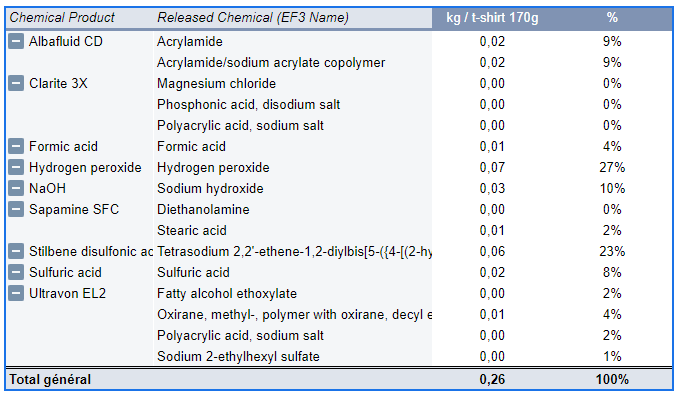 Chemical Product Released Chemical (EF3 Name) kg / t-shirt 170g %
Albafluid CD Acrylamide 0,02 9%
Acrylamide/sodium acrylate copolymer 0,02 9%
Clarite 3X Magnesium chloride 0,00 0%
Phosphonic acid, disodium salt 0,00 0%
Polyacrylic acid, sodium salt 0,00 0%
Formic acid Formic acid 0,01 4%
Hydrogen peroxide Hydrogen peroxide 0,07 27%
NaOH Sodium hydroxide 0,03 10%
Sapamine SFC Diethanolamine 0,00 0%
Stearic acid 0,01 2%
Stilbene disulfonic ac Tetrasodium 2,2'-ethene-1,2-diylbis[5-({4-[(2-hy 0,06 23%
Sulfuric acid Sulfuric acid 0,02 8%
Ultravon EL2 Fatty alcohol ethoxylate 0,00 2%
Oxirane, methyl-, polymer with oxirane, decyl e 0,01 4%
Polyacrylic acid, sodium salt 0,00 2%
Sodium 2-ethylhexyl sulfate 0,00 1%
Total général 0,26 100%